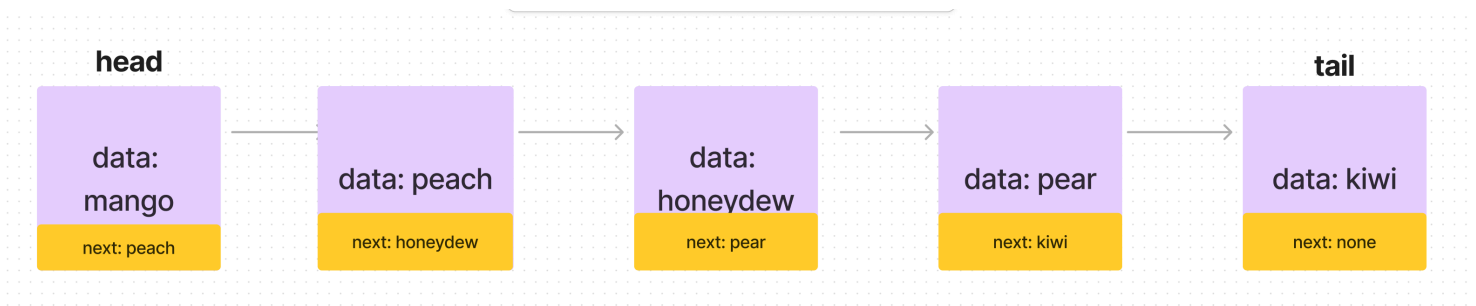 head
tail
data:
mango
next: peach
data: peach
next: honeydew
data:
honeydew
next: pear
data: pear
next: kiwi
data: kiwi
next: none